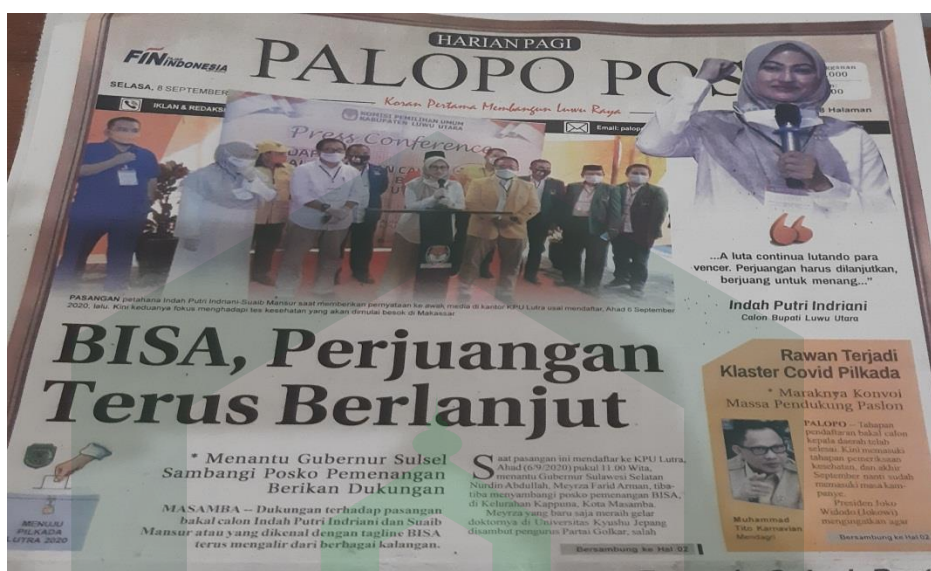 HARIAN PAGI
FIN INDONESIA
PALOPO POS
SELASA, 8 SEPTEMBER
Koran Pertama Membangun Luwu Raya
8 Halaman
IKLAN & REDAKSI
Email: palop
KOMISI PEMILIHAN UMUM
KABUPATEN LUWU UTARA
Press Conference
...A luta continua lutando para
vencer. Perjuangan harus dilanjutkan,
berjuang untuk menang..."
Indah Putri Indriani
Calon Bupati Luwu Utara
PASANGAN petahana Indah Putri Indriani-Suaib Mansur saat memberikan pernyataan ke awak media di kantor KPU Lutra usai mendaftar, Ahad 6 September
2020, lalu. Kini keduanya fokus menghadapi tes kesehatan yang akan dimulai besok di Makassar.
BISA, Perjuangan
Terus Berlanjut
* Menantu Gubernur Sulsel
Sambangi Posko Pemenangan
Berikan Dukungan
MASAMBA -- Dukungan terhadap pasangan
bakal calon Indah Putri Indriani dan Suaib
Mansur atau yang dikenal dengan tagline BISA
terus mengalir dari berbagai kalangan.
Saat pasangan ini mendaftar ke KPU Lutra,
Ahad (6/9/2020) pukul 11.00 Wita,
menantu Gubernur Sulawesi Selatan
Nurdin Abdullah, Meyrza Farid Arman, tiba-
tiba menyambangi posko pemenangan BISA,
di Kelurahan Kappuna, Kota Masamba.
Meyrza yang baru saja meraih gelar
doktornya di Universitas Kyushu Jepang
disambut pengurus Partai Golkar, salah
Bersambung ke Hal 02
MENUJU
PILKADA
LUTRA 2020
Rawan Terjadi
Klaster Covid Pilkada
* Maraknya Konvoi
Massa Pendukung Paslon
PALOPO -- Tahapan
pendaftaran bakal calon
kepala daerah telah
selesai. Kini memasuki
tahapan pemeriksaan
kesehatan, dan akhir
September nanti sudah
memasuki masa kam-
panye.
Presiden Joko
Widodo (Jokowi)
mengingatkan agar
Muhammad
Tito Karnavian
Mendagri
Bersambung ke Hal 02